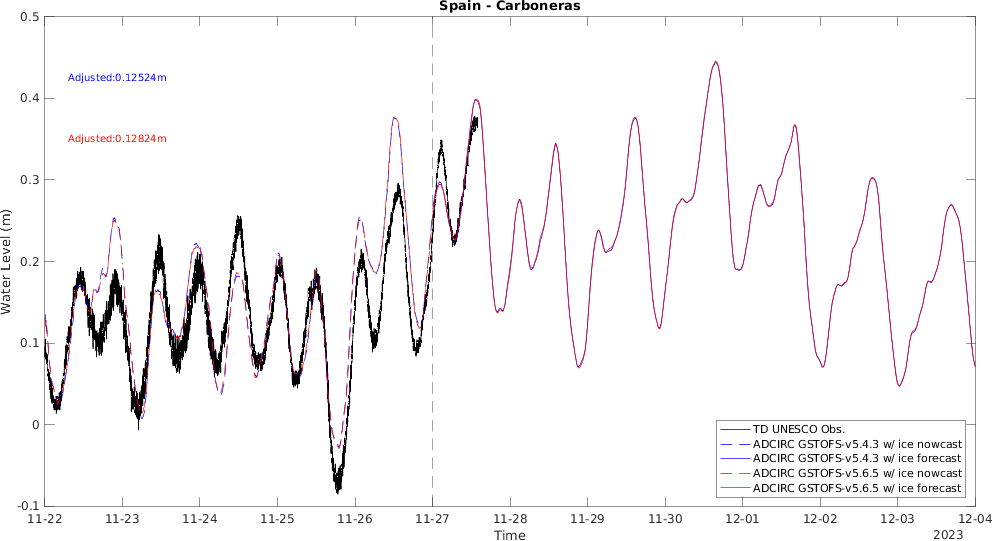 Spain - Carboneras
0.5
0.4
0.3
0.2
0.1
0
-0.1
Water Level (m)
Adjusted:0.12524m
Adjusted:0.12824m
TD UNESCO Obs.
ADCIRC GSTOFS-v5.4.3 w/ ice nowcast
ADCIRC GSTOFS-v5.4.3 w/ ice forecast
ADCIRC GSTOFS-v5.6.5 w/ ice nowcast
ADCIRC GSTOFS-v5.6.5 w/ ice forecast
11-22 11-23 11-24 11-25 11-26 11-27 11-28 11-29 11-30 12-01 12-02 12-03 12-04
Time
2023